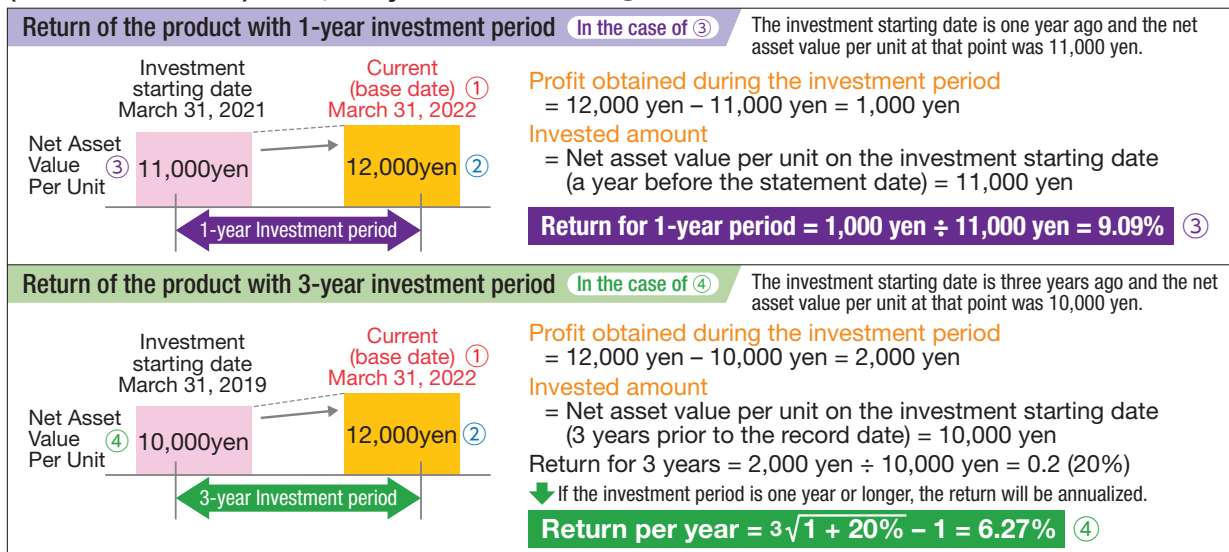 Return of the product with 1-year investment period In the case of ③
The investment starting date is one year ago and the net
asset value per unit at that point was 11,000 yen.
Investment
starting date
March 31, 2021
Current
(base date) ①
March 31, 2022
Net Asset
Value ③
Per Unit
11,000yen
12,000yen ②
1-year Investment period
Profit obtained during the investment period
= 12,000 yen – 11,000 yen = 1,000 yen
Invested amount
= Net asset value per unit on the investment starting date
(a year before the statement date) = 11,000 yen
Return for 1-year period = 1,000 yen ÷ 11,000 yen = 9.09% ③
Return of the product with 3-year investment period In the case of ④
The investment starting date is three years ago and the net
asset value per unit at that point was 10,000 yen.
Investment
starting date
March 31, 2019
Current
(base date) ①
March 31, 2022
Net Asset
Value ④
Per Unit
10,000yen
12,000yen ②
3-year Investment period
Profit obtained during the investment period
= 12,000 yen – 10,000 yen = 2,000 yen
Invested amount
= Net asset value per unit on the investment starting date
(3 years prior to the record date) = 10,000 yen
Return for 3 years = 2,000 yen ÷ 10,000 yen = 0.2 (20%)
If the investment period is one year or longer, the return will be annualized.
Return per year = 3√1 + 20% – 1 = 6.27% ④